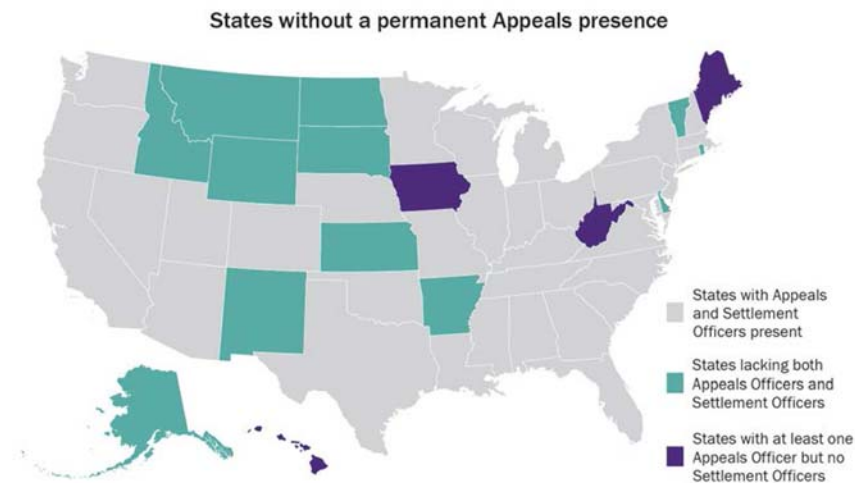 States without a permanent Appeals presence
States with Appeals
and Settlement
Officers present
States lacking both
Appeals Officers and
Settlement Officers
States with at least one
Appeals Officer but no
Settlement Officers